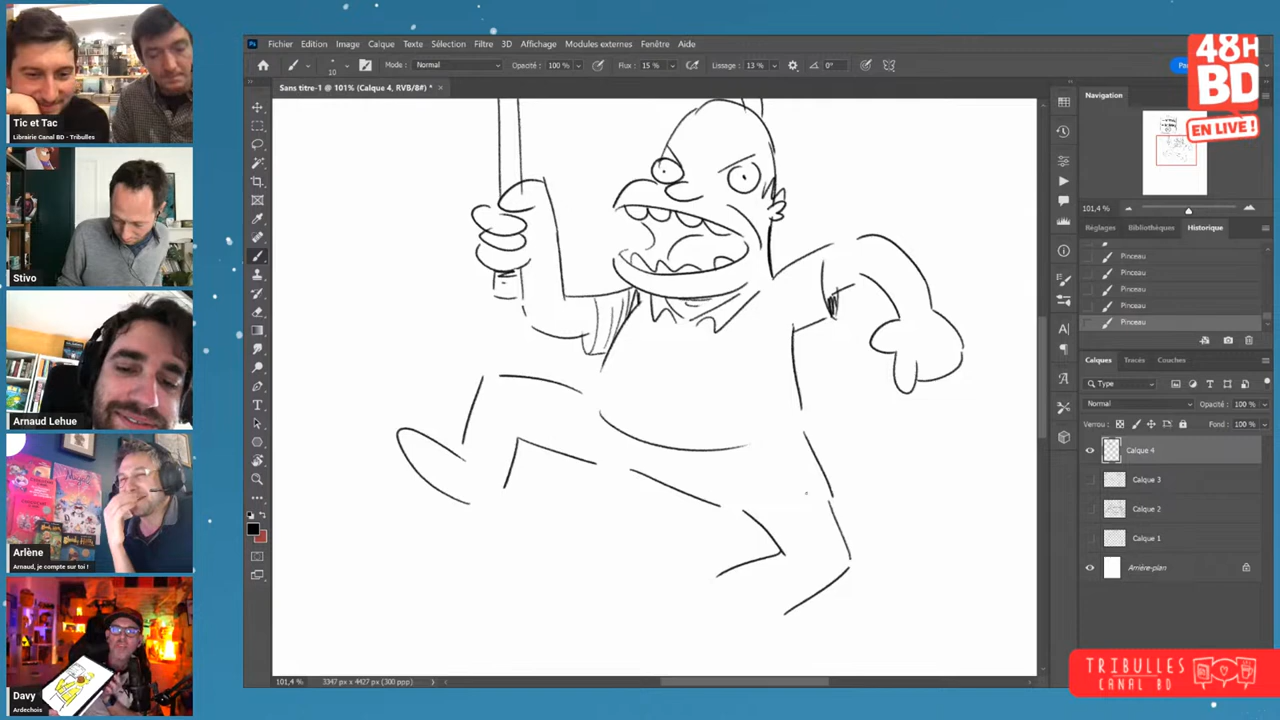 Tic et Tac
Librairie Canal BD - Tribulles
Stivo
Arnaud Lehue
Arlène
Arnaud, je compte sur toi !
Davy
Ardechois
Ps Fichier Edition Image Calque Texte Sélection Filtre 3D Affichage Modules externes Fenêtre Aide
10 Mode : Normal Opacité : 100 % Flux : 15 % Lissage : 13 % 0°
Sans titre-1 @ 101% (Calque 4, RVB/8#) * ×
101,4 % 3347 px x 4427 px (300 ppp)
48H
BD
EN LIVE !
Navigation
101,4 %
Réglages Bibliothèques Historique
Pinceau
Pinceau
Pinceau
Pinceau
Pinceau
Calques Tracés Couches
Type
Normal Opacité : 100 %
Verrou : Fond : 100 %
Calque 4
Calque 3
Calque 2
Calque 1
Arrière-plan
TRIBULLES
CANAL BD